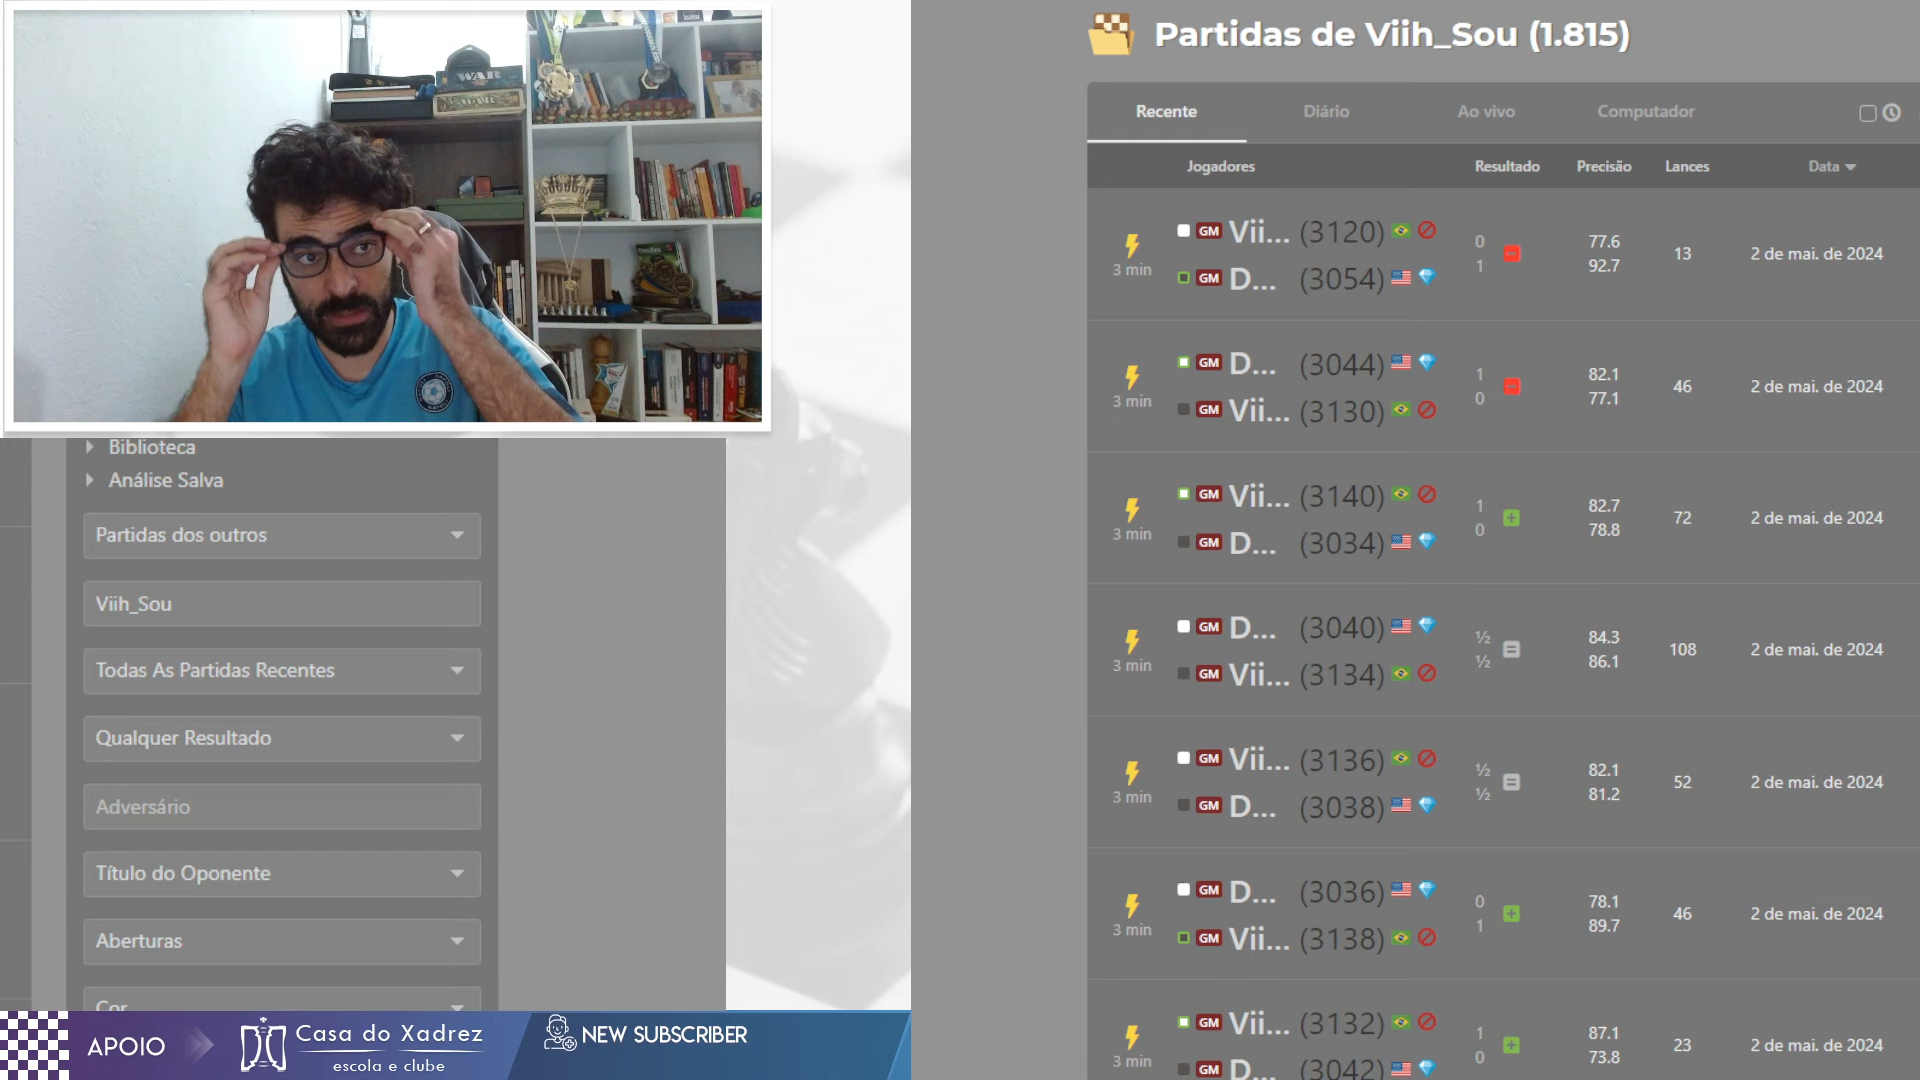 WAR
Biblioteca
Análise Salva
Partidas dos outros
Viih_Sou
Todas As Partidas Recentes
Qualquer Resultado
Adversário
Título do Oponente
Aberturas
Cor
APOIO
Casa do Xadrez
escola e clube
NEW SUBSCRIBER
Partidas de Viih_Sou (1.815)
Recente Diário Ao vivo Computador
Jogadores Resultado Precisão Lances Data
GM Vii... (3120) 0 77.6
3 min 13 2 de mai. de 2024
GM D... (3054) 1 92.7
GM D... (3044) 1 82.1
3 min 46 2 de mai. de 2024
GM Vii... (3130) 0 77.1
GM Vii... (3140) 1 82.7
3 min 72 2 de mai. de 2024
GM D... (3034) 0 78.8
GM D... (3040) ½ 84.3
3 min 108 2 de mai. de 2024
GM Vii... (3134) ½ 86.1
GM Vii... (3136) ½ 82.1
3 min 52 2 de mai. de 2024
GM D... (3038) ½ 81.2
GM D... (3036) 0 78.1
3 min 46 2 de mai. de 2024
GM Vii... (3138) 1 89.7
GM Vii... (3132) 1 87.1
3 min 23 2 de mai. de 2024
GM D... (3042) 0 73.8